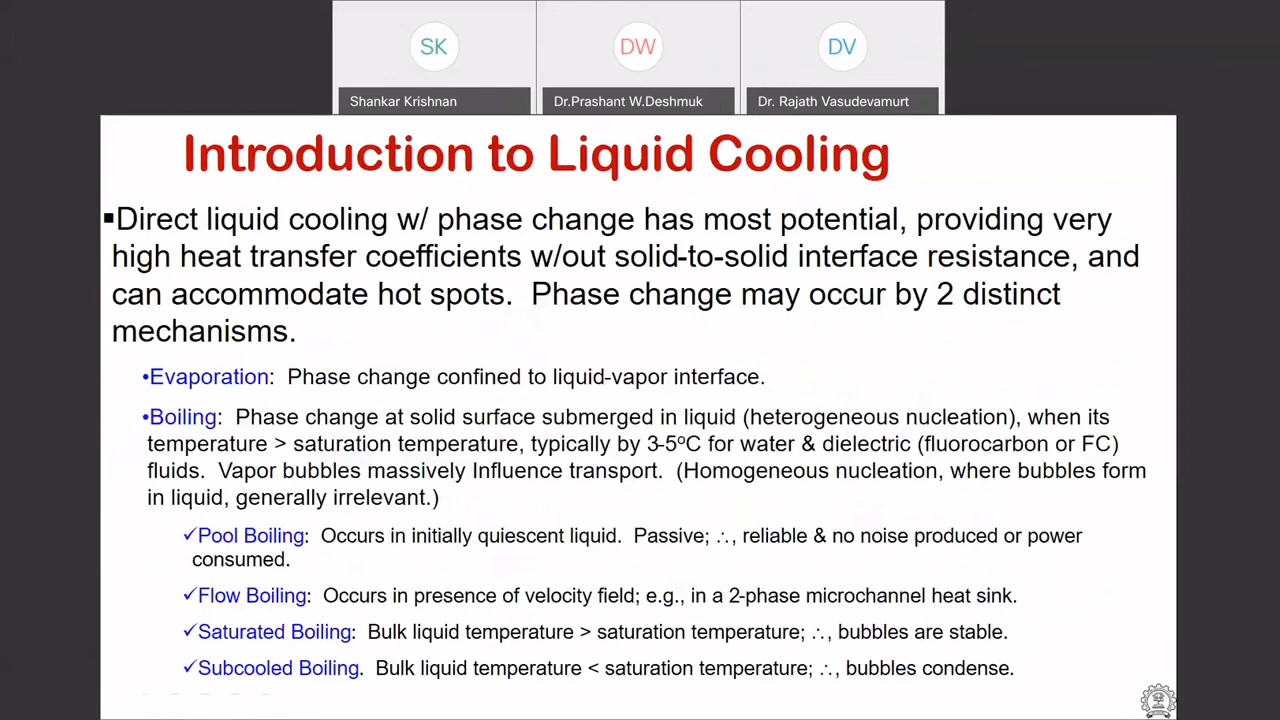 SK
DW
DV
Shankar Krishnan
Dr.Prashant W.Deshmuk
Dr. Rajath Vasudevamurt
Introduction to Liquid Cooling
▪Direct liquid cooling w/ phase change has most potential, providing very
high heat transfer coefficients w/out solid-to-solid interface resistance, and
can accommodate hot spots.  Phase change may occur by 2 distinct
mechanisms.
•Evaporation:  Phase change confined to liquid-vapor interface.
•Boiling:  Phase change at solid surface submerged in liquid (heterogeneous nucleation), when its
temperature > saturation temperature, typically by 3-5ºC for water & dielectric (fluorocarbon or FC)
fluids.  Vapor bubbles massively Influence transport.  (Homogeneous nucleation, where bubbles form
in liquid, generally irrelevant.)
✓Pool Boiling:  Occurs in initially quiescent liquid.  Passive; ∴, reliable & no noise produced or power
consumed.
✓Flow Boiling:  Occurs in presence of velocity field; e.g., in a 2-phase microchannel heat sink.
✓Saturated Boiling:  Bulk liquid temperature > saturation temperature; ∴, bubbles are stable.
✓Subcooled Boiling.  Bulk liquid temperature < saturation temperature; ∴, bubbles condense.